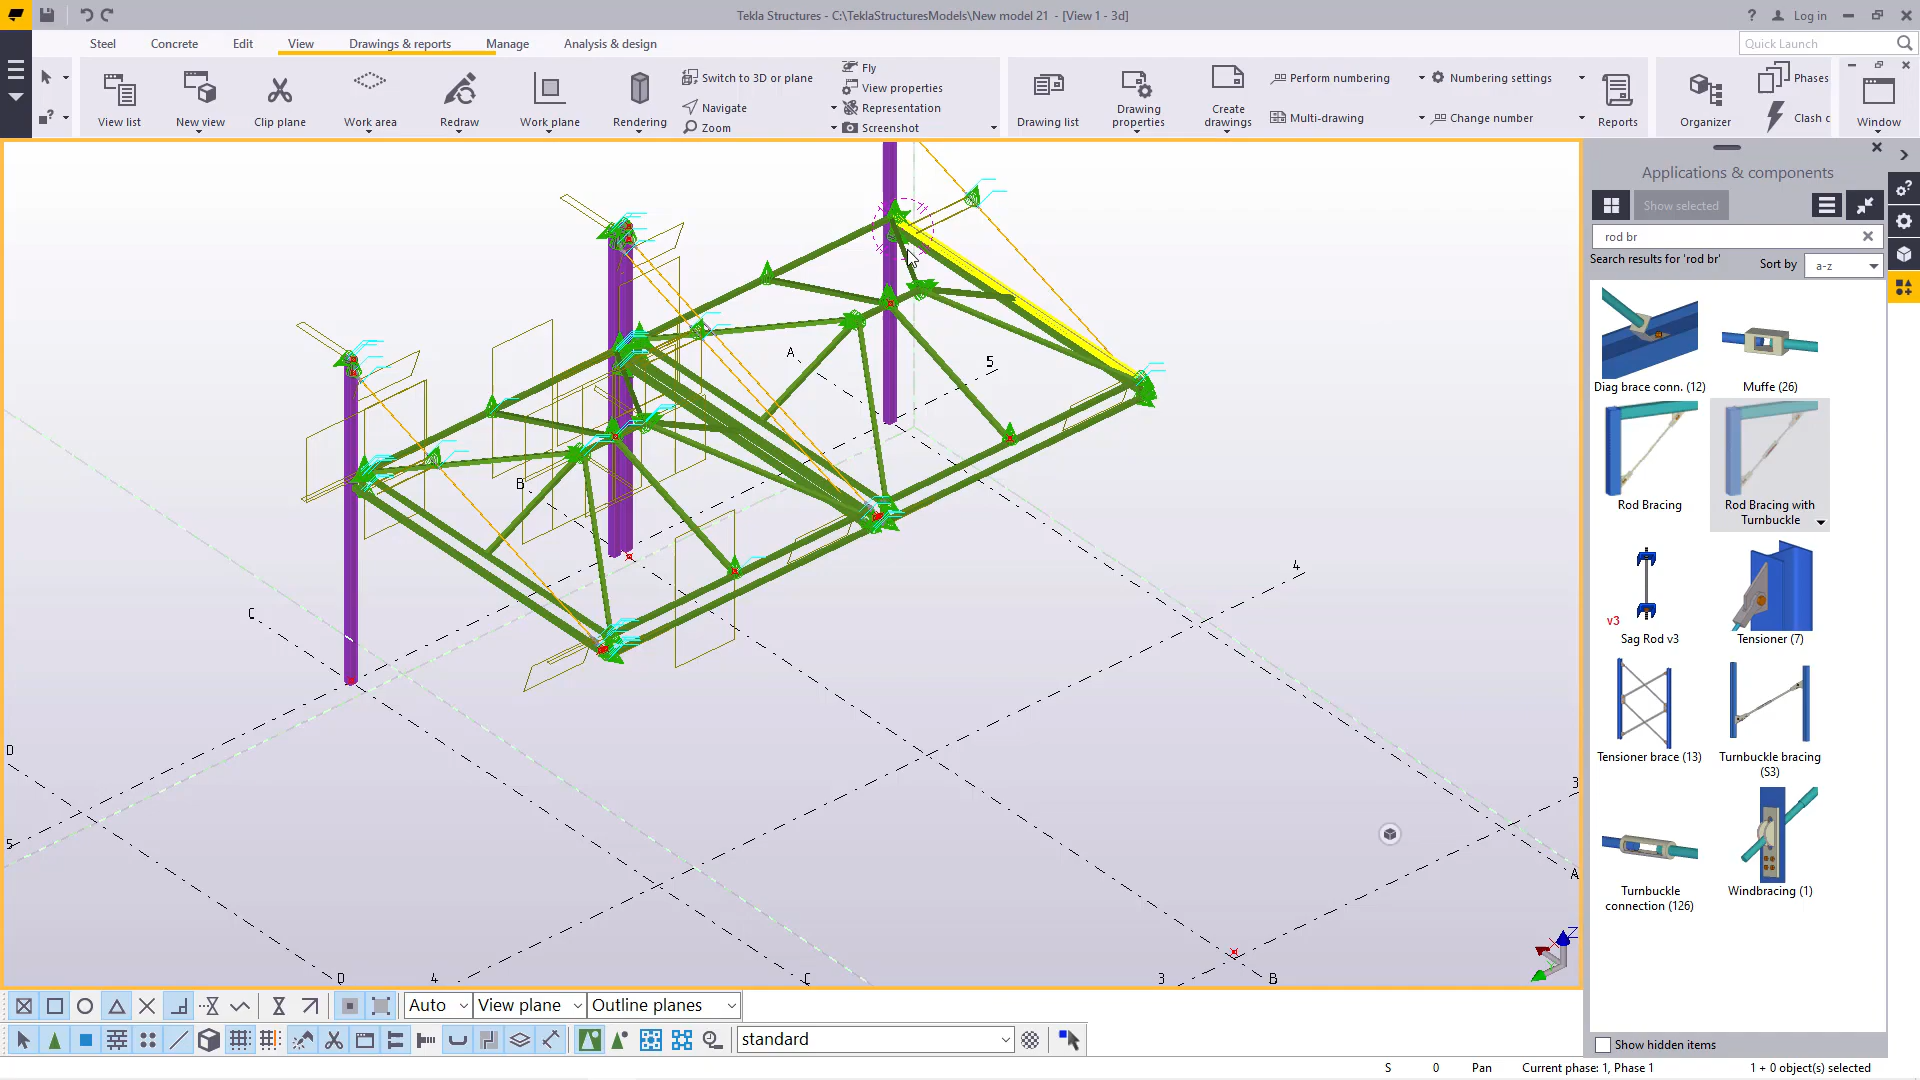 Tekla Structures - C:\TeklaStructuresModels\New model 21 - [View 1 - 3d]
? Log in
Steel Concrete Edit View Drawings & reports Manage Analysis & design
Quick Launch
View list
New view
Clip plane
Work area
Redraw
Work plane
Rendering
Switch to 3D or plane
Navigate
Zoom
Fly
View properties
Representation
Screenshot
Drawing list
Drawing
properties
Create
drawings
Perform numbering
Multi-drawing
Numbering settings
Change number
Reports
Organizer
Phases
Clash c
Window
Applications & components
Show selected
rod br
Search results for 'rod br'
Sort by
a-z
Diag brace conn. (12)
Muffe (26)
Rod Bracing
Rod Bracing with
Turnbuckle
v3
Sag Rod v3
Tensioner (7)
Tensioner brace (13)
Turnbuckle bracing
(S3)
Turnbuckle
connection (126)
Windbracing (1)
Show hidden items
A
5
B
4
C
D
3
5
A
Z
D
4
C
3
B
Auto
View plane
Outline planes
standard
S 0 Pan Current phase: 1, Phase 1 1 + 0 object(s) selected